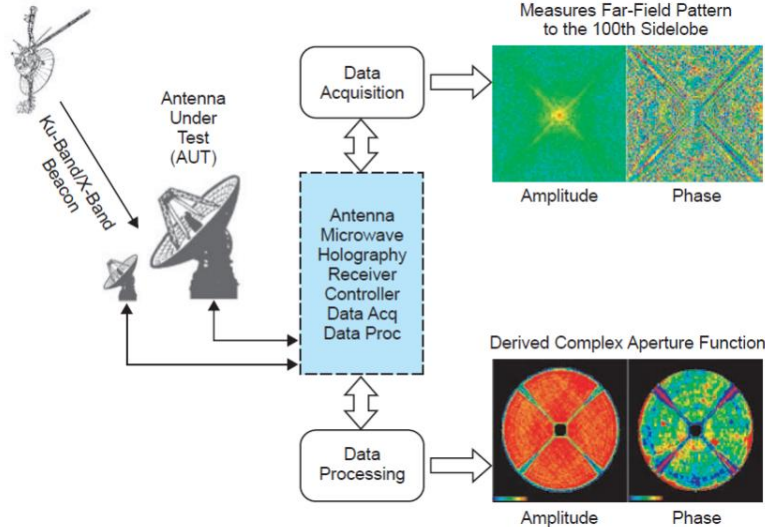 Measures Far-Field Pattern
to the 100th Sidelobe
Data
Acquisition
Antenna
Under
Test
(AUT)
Ku-Band/X-Band
Beacon
Amplitude
Phase
Antenna
Microwave
Holography
Receiver
Controller
Data Acq
Data Proc
Derived Complex Aperture Function
Data
Processing
Amplitude
Phase